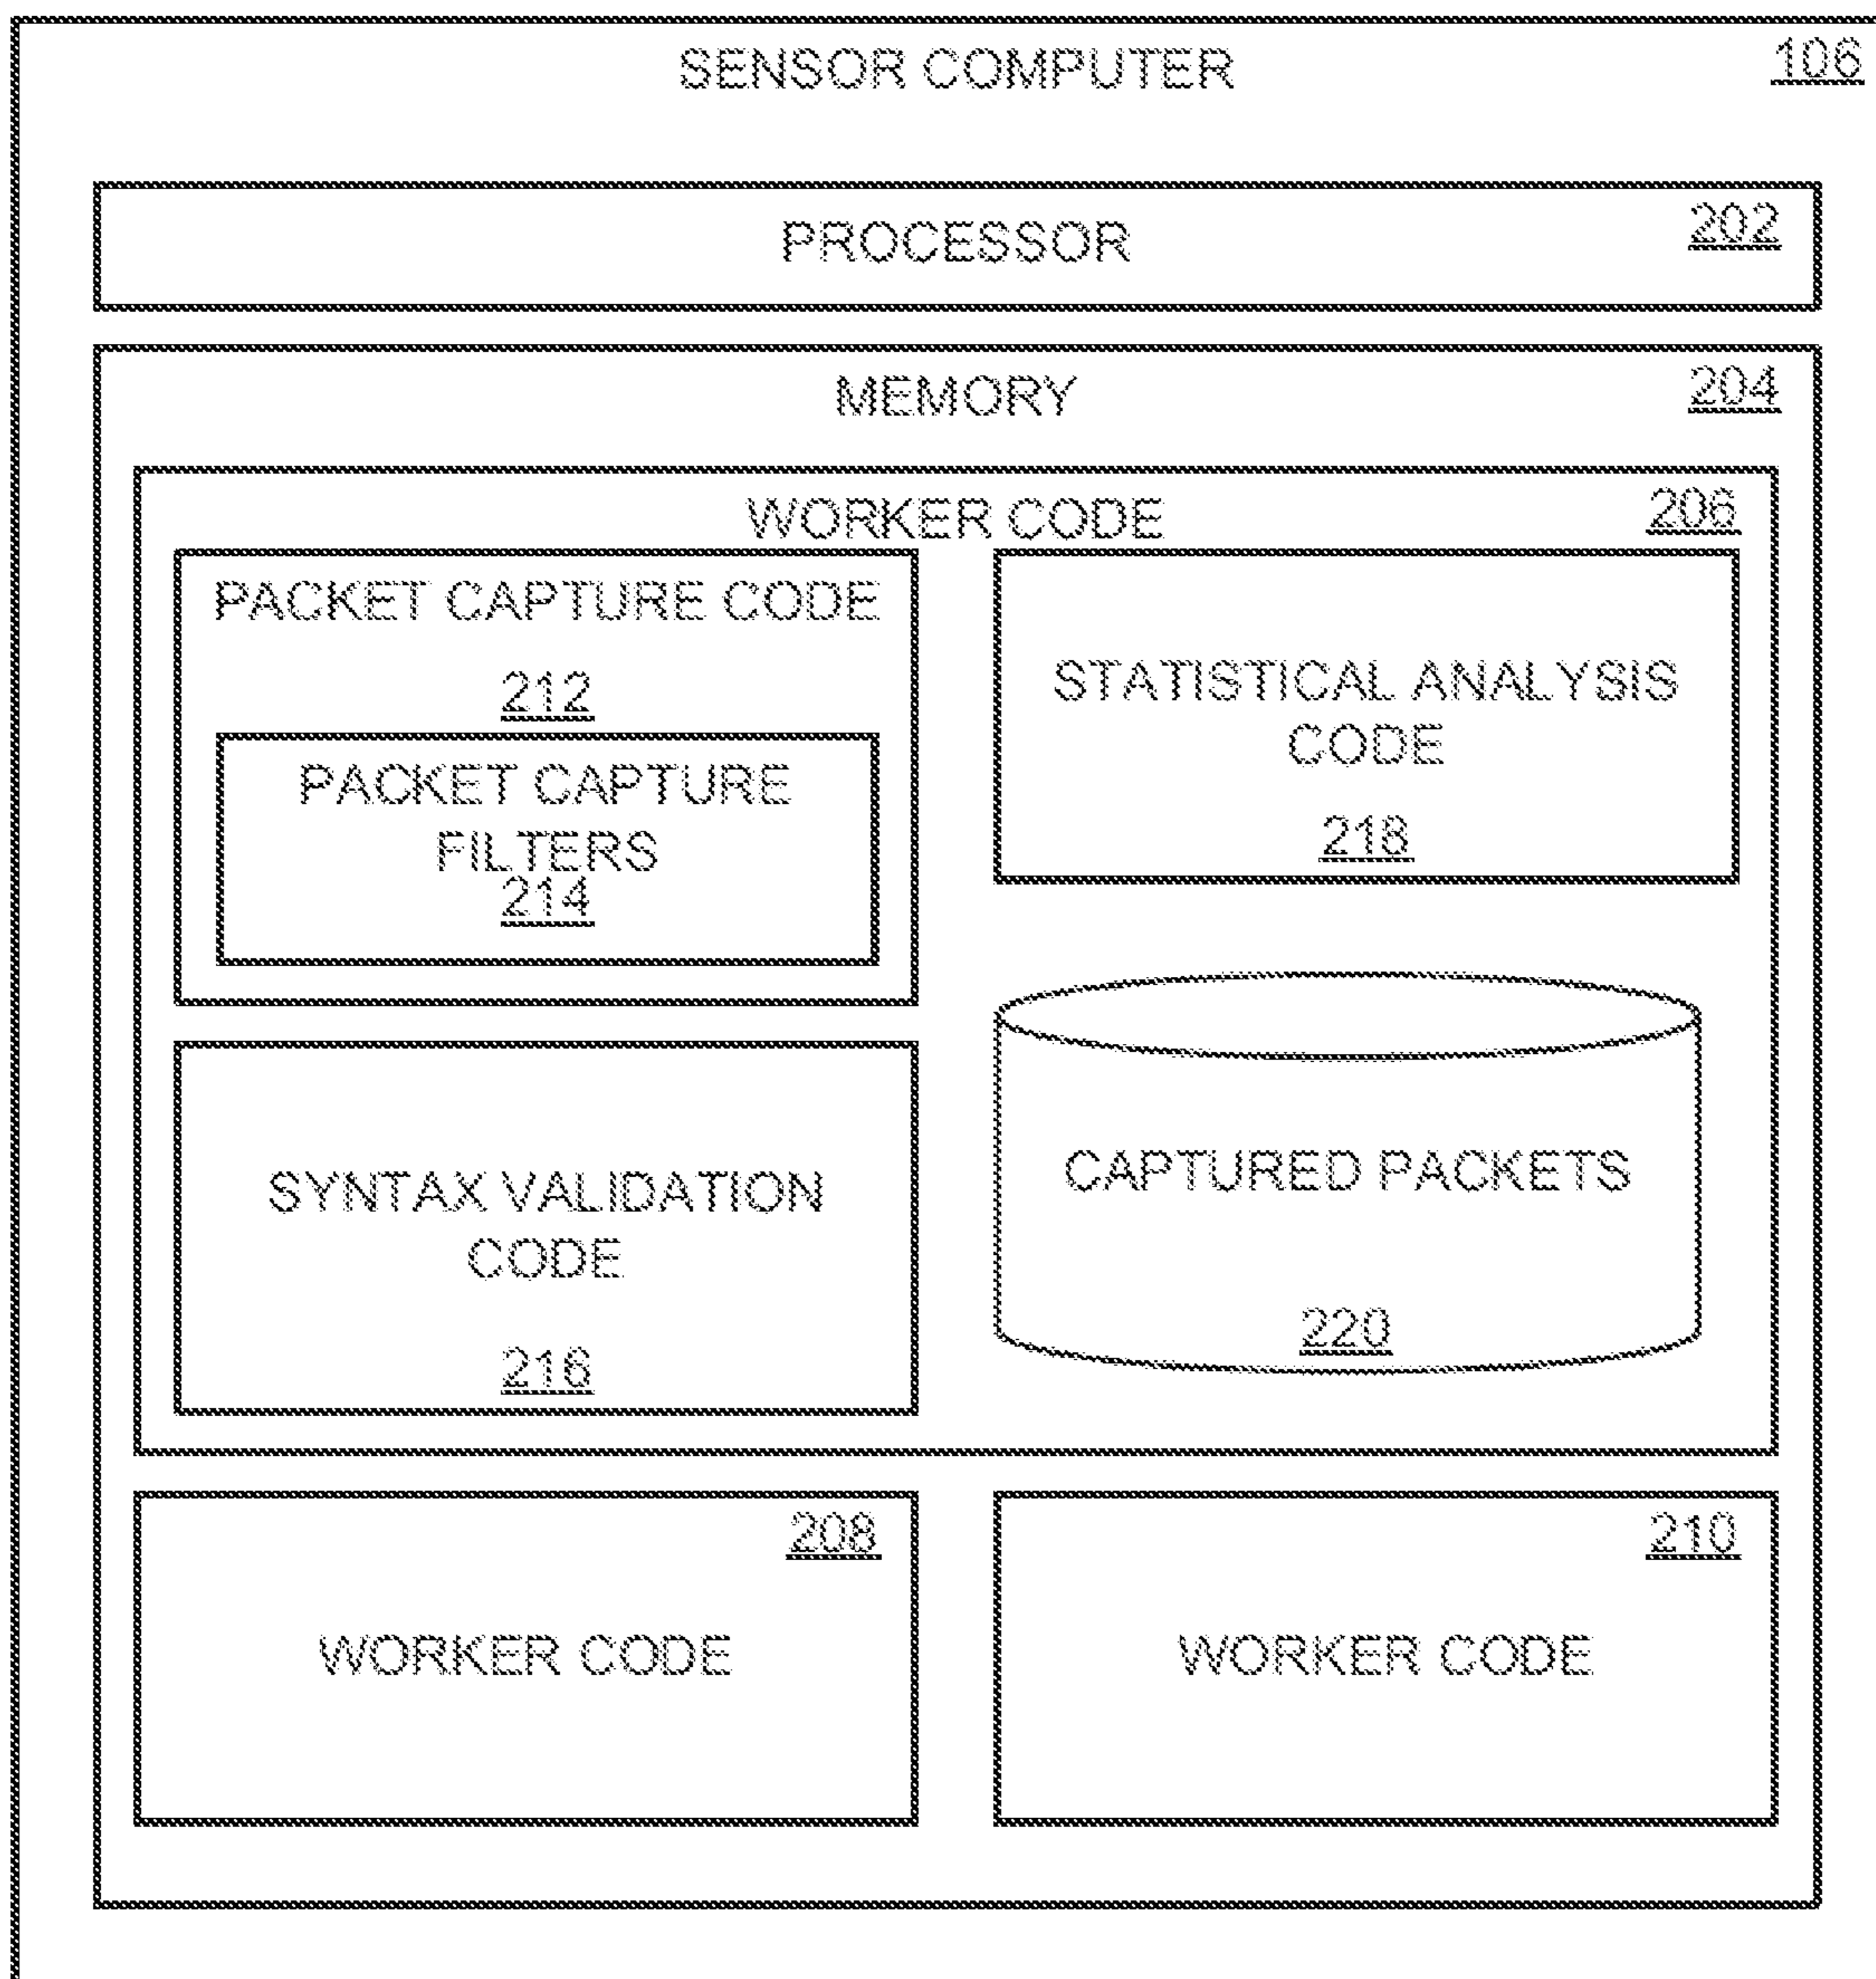 SENSOR COMPUTER 106
PROCESSOR 202
MEMORY 204
WORKER CODE 206
PACKET CAPTURE CODE
212
PACKET CAPTURE
FILTERS
214
STATISTICAL ANALYSIS
CODE
218
SYNTAX VALIDATION
CODE
216
CAPTURED PACKETS
220
208
WORKER CODE
210
WORKER CODE